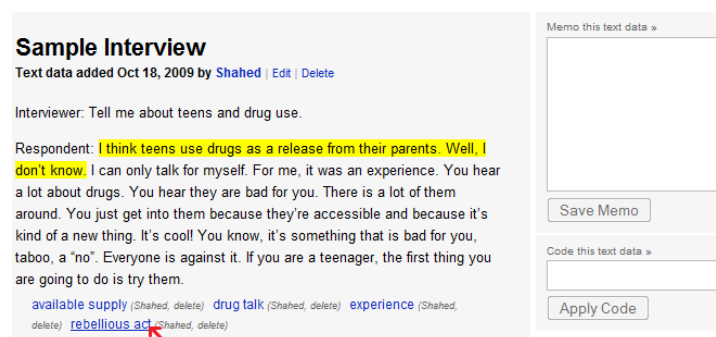 Sample Interview
Text data added Oct 18, 2009 by Shahed | Edit | Delete
Interviewer: Tell me about teens and drug use.
Respondent: I think teens use drugs as a release from their parents. Well, I
don't know. I can only talk for myself. For me, it was an experience. You hear
a lot about drugs. You hear they are bad for you. There is a lot of them
around. You just get into them because they're accessible and because it's
kind of a new thing. It's cool! You know, it's something that is bad for you,
taboo, a “no”. Everyone is against it. If you are a teenager, the first thing you
are going to do is try them.
available supply (Shahed, delete) drug talk (Shahed, delete) experience (Shahed,
delete) rebellious act (Shahed, delete)
Memo this text data »
Save Memo
Code this text data »
Apply Code